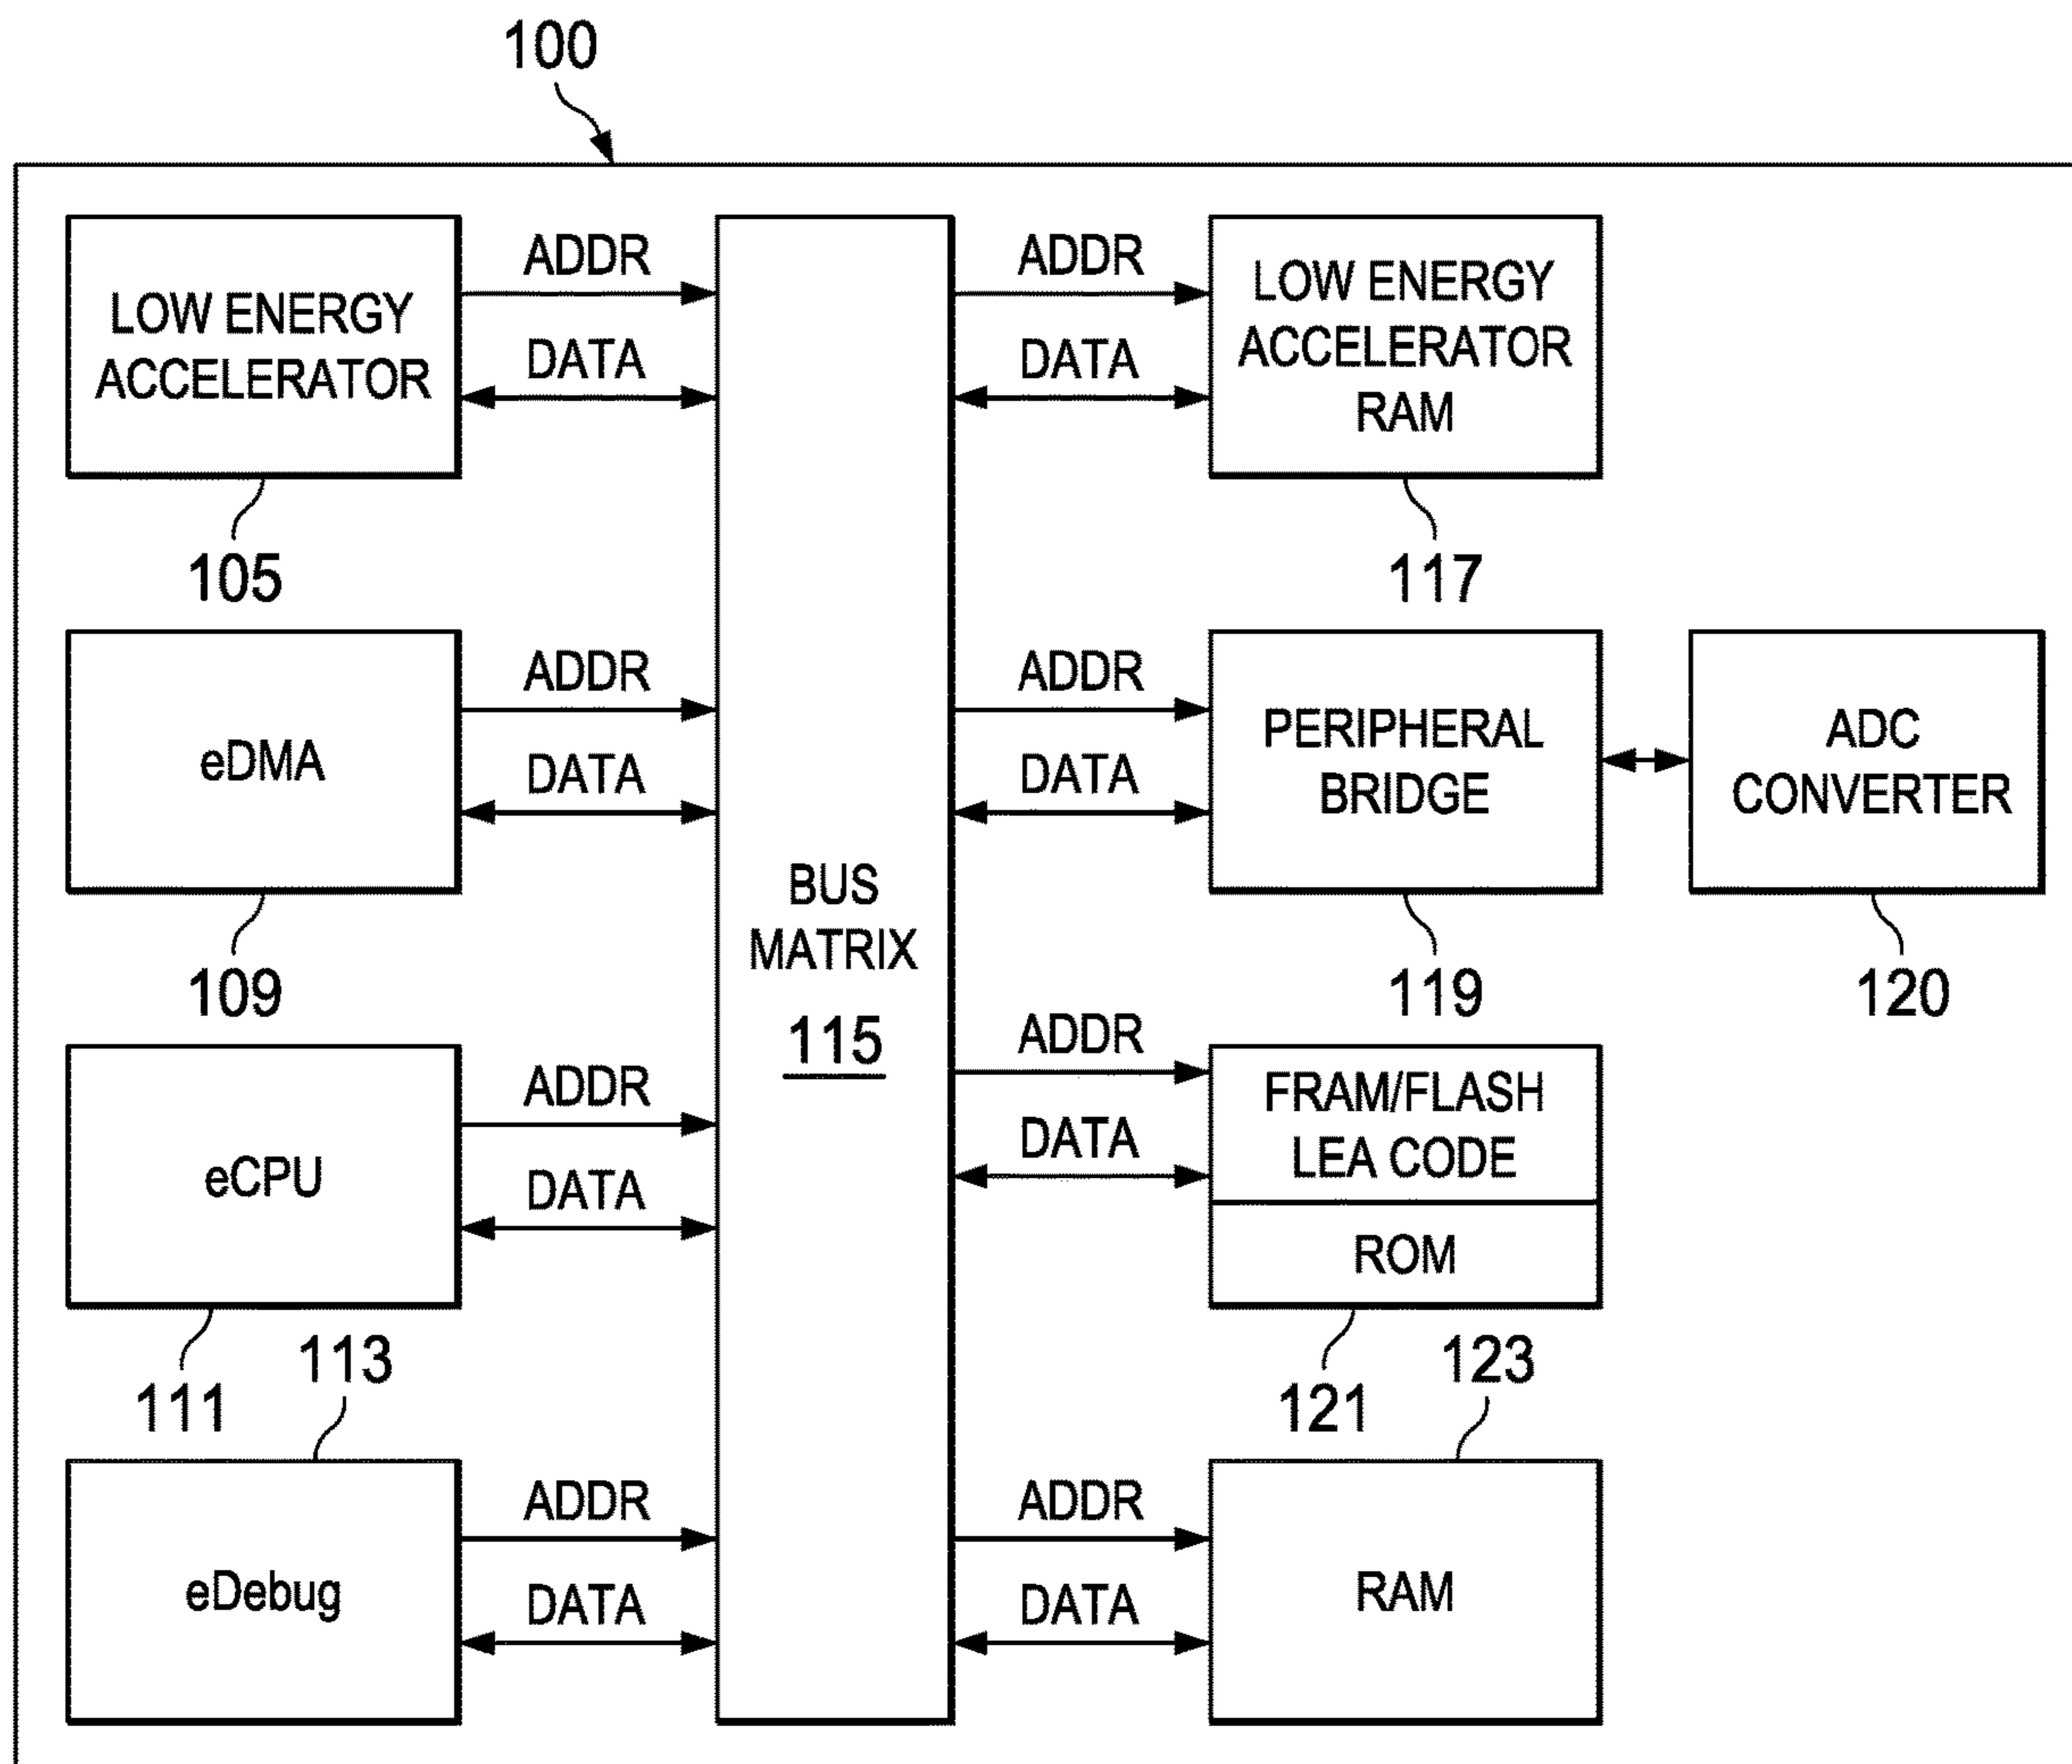 100
ADDR
ADDR
LOW ENERGY
ACCELERATOR
LOW ENERGY
ACCELERATOR
RAM
DATA
DATA
105
117
ADDR
ADDR
eDMA
PERIPHERAL
BRIDGE
ADC
CONVERTER
DATA
DATA
BUS
MATRIX
115
109
119
120
ADDR
ADDR
eCPU
FRAM/FLASH
LEA CODE
DATA
DATA
ROM
111
113
121
123
ADDR
ADDR
eDebug
RAM
DATA
DATA